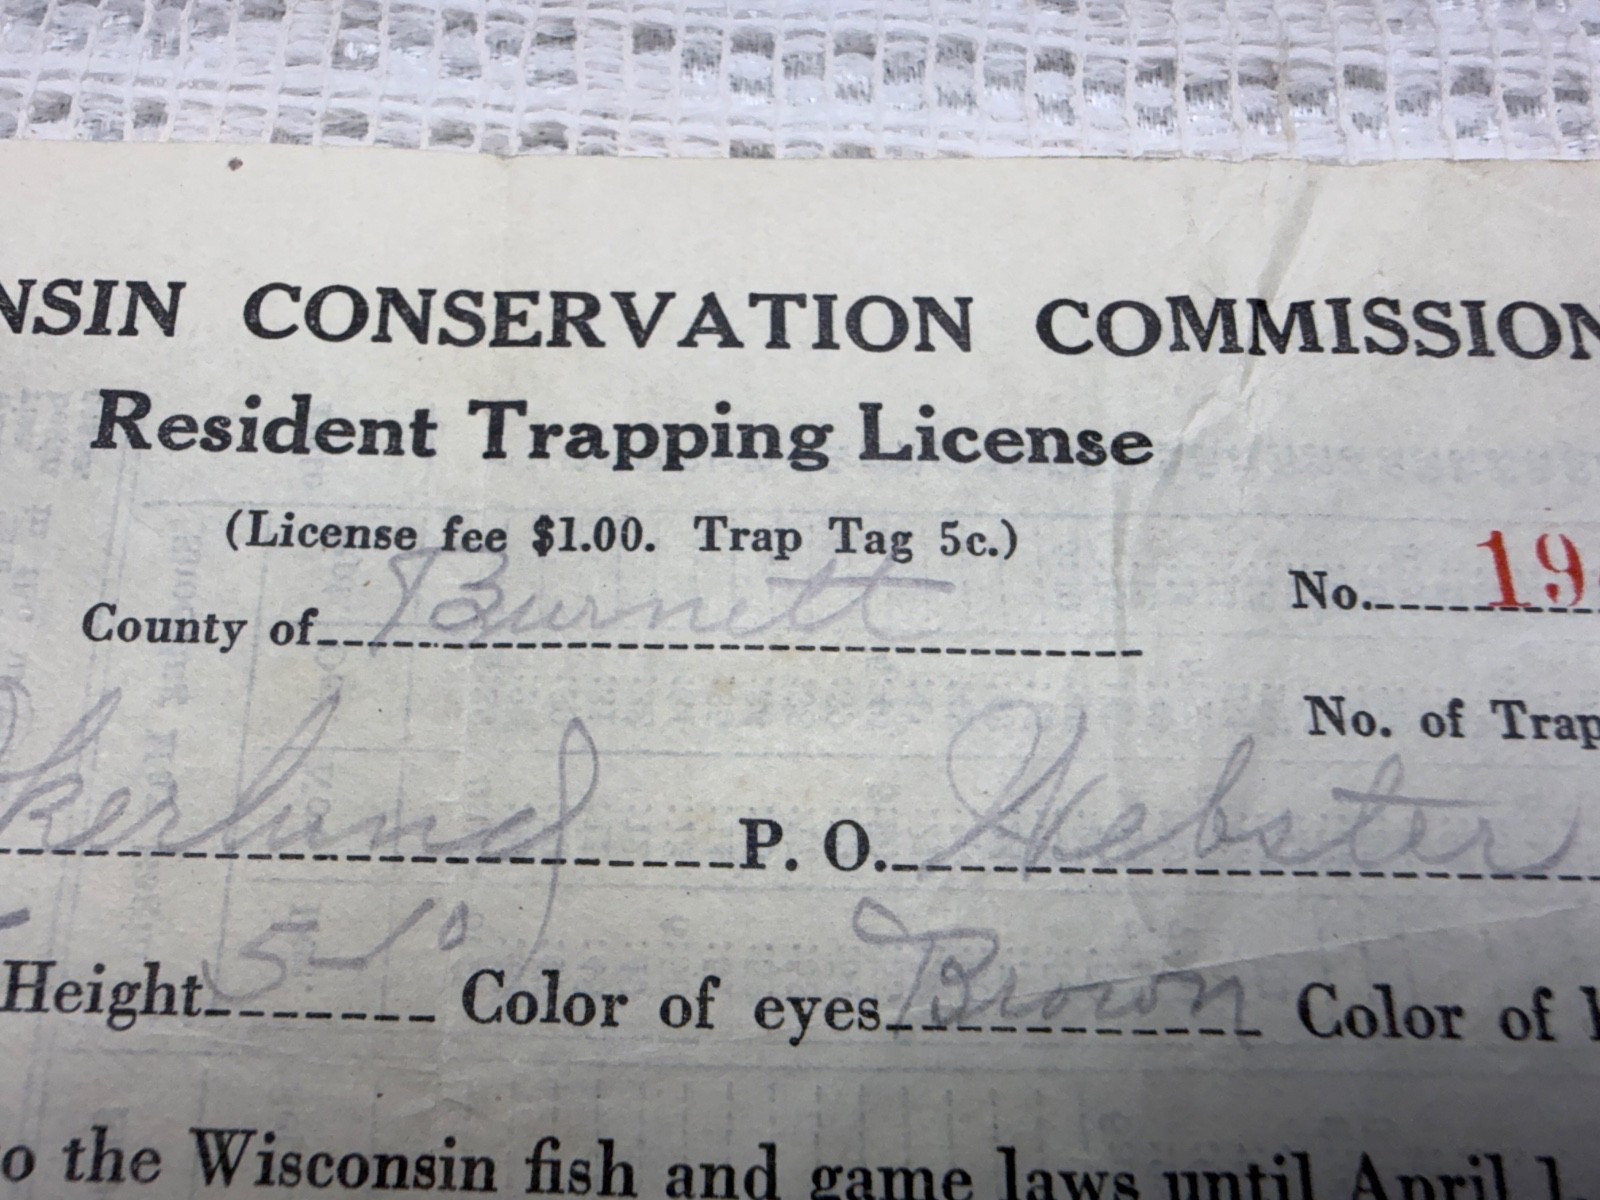 NSIN CONSERVATION COMMISSION
Resident Trapping License
(License fee $1.00. Trap Tag 5c.)
County of Burnett No. 19
No. of Trap
kerlund P. O. Webster
Height 5-10 Color of eyes Brown Color of h
o the Wisconsin fish and game laws until April 1,